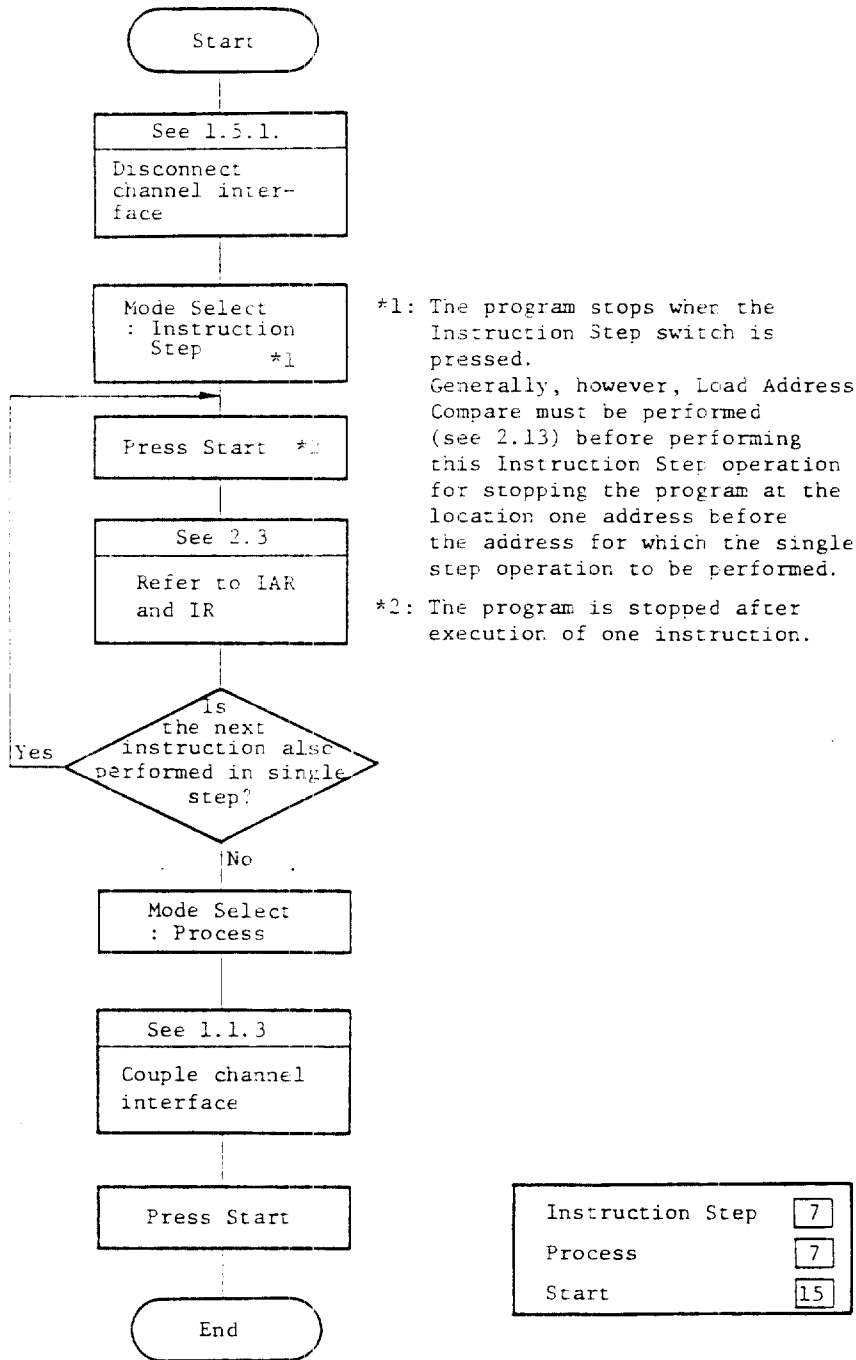 Start
See 1.5.1.
Disconnect
channel inter-
face
Mode Select
: Instruction
Step *1
*1: The program stops when the
Instruction Step switch is
pressed.
Generally, however, Load Address
Compare must be performed
(see 2.13) before performing
this Instruction Step operation
for stopping the program at the
location one address before
the address for which the single
step operation to be performed.
*2: The program is stopped after
execution of one instruction.
Press Start *2
See 2.3
Refer to IAR
and IR
Is
the next
instruction also
performed in single
step?
Yes
No
Mode Select
: Process
See 1.1.3
Couple channel
interface
Press Start
End
Instruction Step 7
Process 7
Start 15